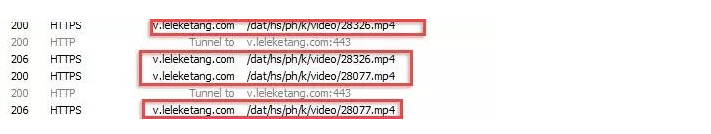 200 HTTPS v.leleketang.com /dat/hs/ph/k/video/28326.mp4
200 HTTP Tunnel to v.leleketang.com:443
206 HTTPS v.leleketang.com /dat/hs/ph/k/video/28326.mp4
200 HTTPS v.leleketang.com /dat/hs/ph/k/video/28077.mp4
200 HTTP Tunnel to v.leleketang.com:443
206 HTTPS v.leleketang.com /dat/hs/ph/k/video/28077.mp4